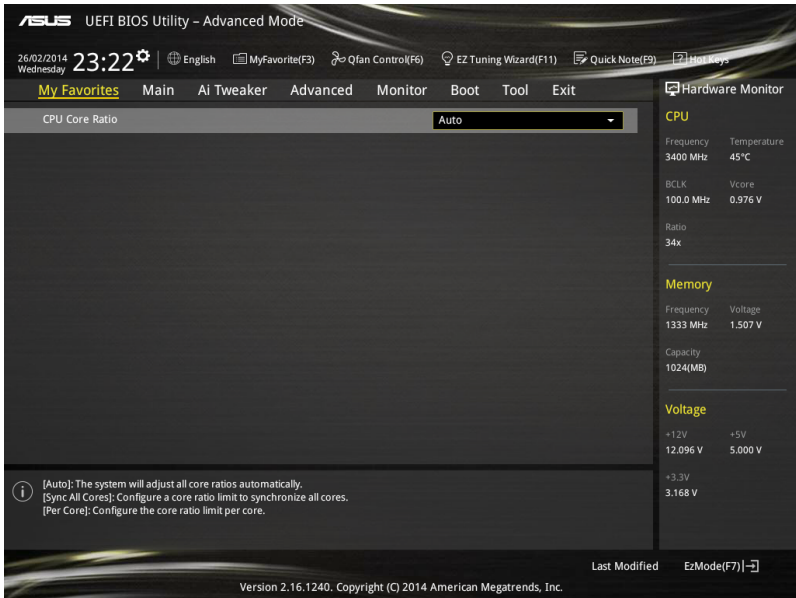 ASUS UEFI BIOS Utility – Advanced Mode
26/02/2014
Wednesday
23:22
English
MyFavorite(F3)
Qfan Control(F6)
EZ Tuning Wizard(F11)
Quick Note(F9)
Hot Keys
My Favorites Main Ai Tweaker Advanced Monitor Boot Tool Exit
CPU Core Ratio
Auto
[Auto]: The system will adjust all core ratios automatically.
[Sync All Cores]: Configure a core ratio limit to synchronize all cores.
[Per Core]: Configure the core ratio limit per core.
Hardware Monitor
CPU
Frequency Temperature
3400 MHz 45°C
BCLK Vcore
100.0 MHz 0.976 V
Ratio
34x
Memory
Frequency Voltage
1333 MHz 1.507 V
Capacity
1024(MB)
Voltage
+12V +5V
12.096 V 5.000 V
+3.3V
3.168 V
Last Modified
EzMode(F7)
Version 2.16.1240. Copyright (C) 2014 American Megatrends, Inc.